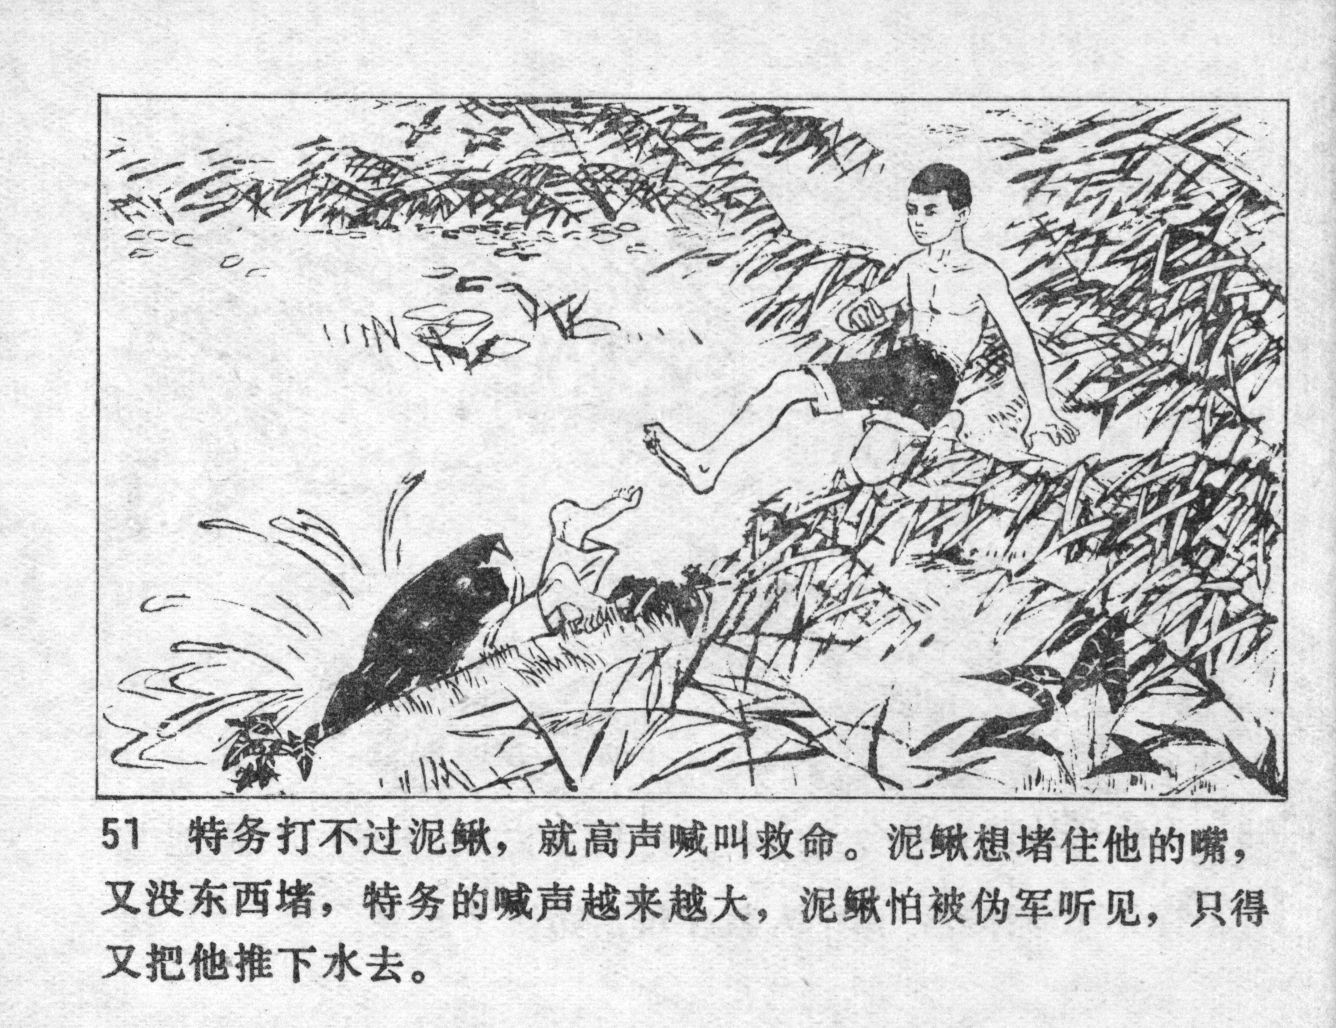 51 特务打不过泥鳅，就高声喊叫救命。泥鳅想堵住他的嘴，
又没东西堵，特务的喊声越来越大，泥鳅怕被伪军听见，只得
又把他推下水去。